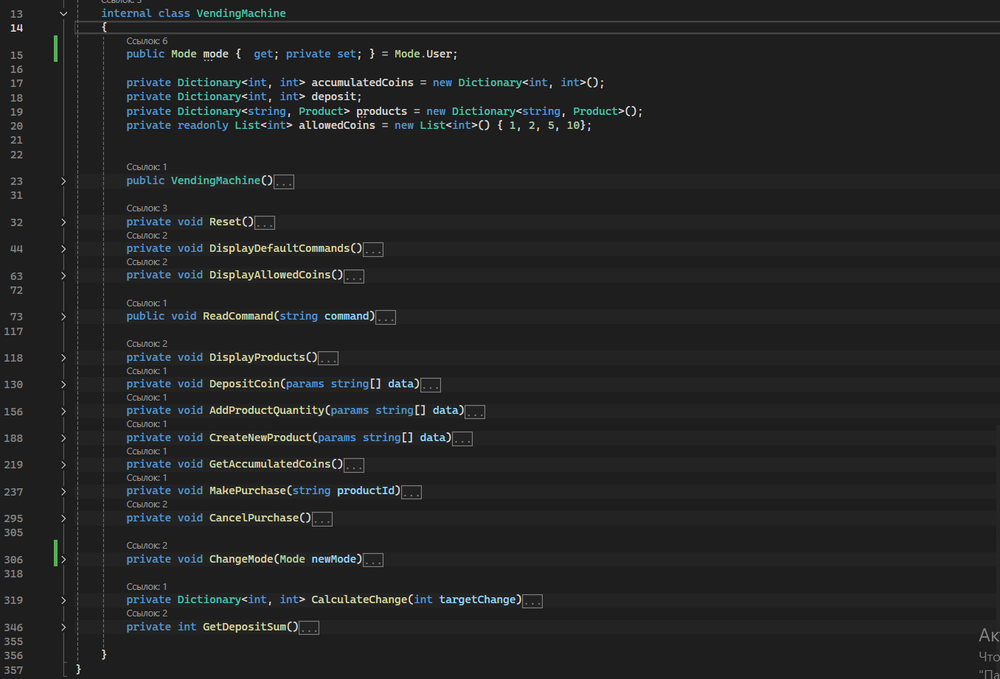 Ссылок: 3
13 internal class VendingMachine
14 {
Ссылок: 6
15 public Mode mode { get; private set; } = Mode.User;
16
17 private Dictionary<int, int> accumulatedCoins = new Dictionary<int, int>();
18 private Dictionary<int, int> deposit;
19 private Dictionary<string, Product> products = new Dictionary<string, Product>();
20 private readonly List<int> allowedCoins = new List<int>() { 1, 2, 5, 10};
21
22
Ссылок: 1
23 public VendingMachine()...
31
Ссылок: 3
32 private void Reset()...
Ссылок: 2
44 private void DisplayDefaultCommands()...
Ссылок: 2
63 private void DisplayAllowedCoins()...
72
Ссылок: 1
73 public void ReadCommand(string command)...
117
Ссылок: 2
118 private void DisplayProducts()...
Ссылок: 1
130 private void DepositCoin(params string[] data)...
Ссылок: 1
156 private void AddProductQuantity(params string[] data)...
Ссылок: 1
188 private void CreateNewProduct(params string[] data)...
Ссылок: 1
219 private void GetAccumulatedCoins()...
Ссылок: 1
237 private void MakePurchase(string productId)...
Ссылок: 2
295 private void CancelPurchase()...
305
Ссылок: 2
306 private void ChangeMode(Mode newMode)...
318
Ссылок: 1
319 private Dictionary<int, int> CalculateChange(int targetChange)...
Ссылок: 2
346 private int GetDepositSum()...
355
356 }
357 }
Ак
Что
"Па